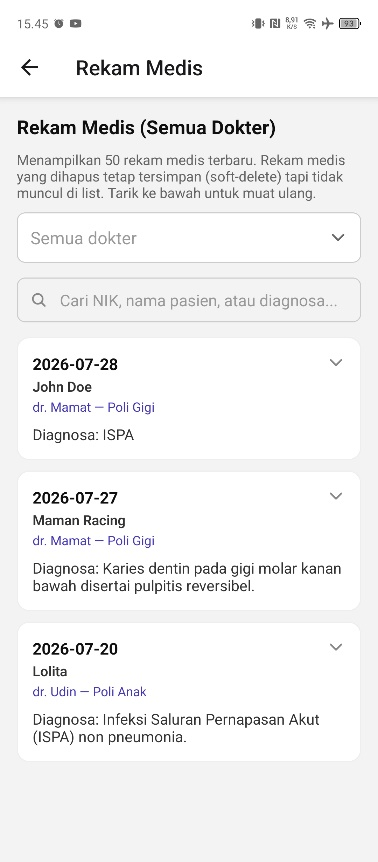 15.45
8,91
K/S
93
Rekam Medis
Rekam Medis (Semua Dokter)
Menampilkan 50 rekam medis terbaru. Rekam medis
yang dihapus tetap tersimpan (soft-delete) tapi tidak
muncul di list. Tarik ke bawah untuk muat ulang.
Semua dokter
Cari NIK, nama pasien, atau diagnosa...
2026-07-28
John Doe
dr. Mamat — Poli Gigi
Diagnosa: ISPA
2026-07-27
Maman Racing
dr. Mamat — Poli Gigi
Diagnosa: Karies dentin pada gigi molar kanan
bawah disertai pulpitis reversibel.
2026-07-20
Lolita
dr. Udin — Poli Anak
Diagnosa: Infeksi Saluran Pernapasan Akut
(ISPA) non pneumonia.